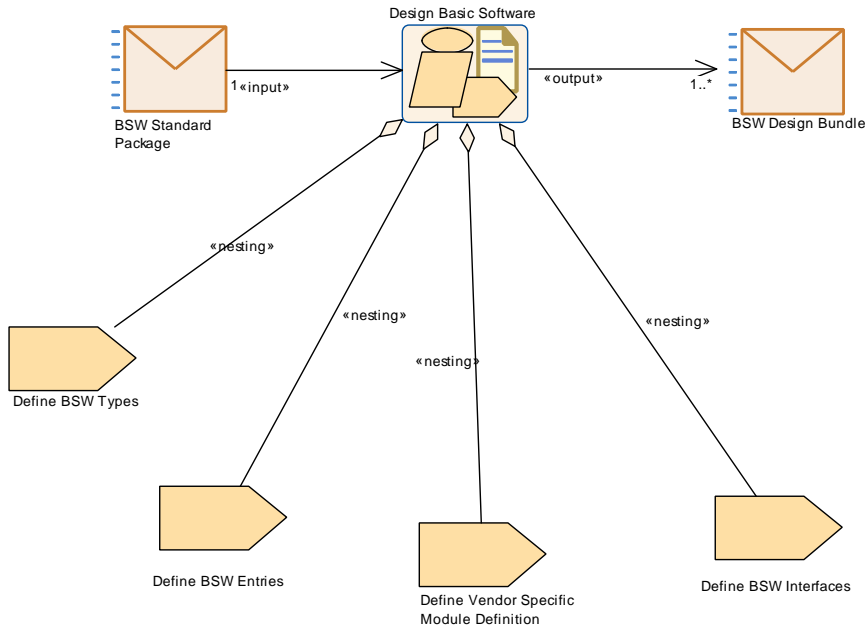 Design Basic Software
1 «input»
«output»
1..*
BSW Standard
Package
BSW Design Bundle
«nesting»
«nesting»
«nesting»
«nesting»
Define BSW Types
Define BSW Entries
Define Vendor Specific
Module Definition
Define BSW Interfaces